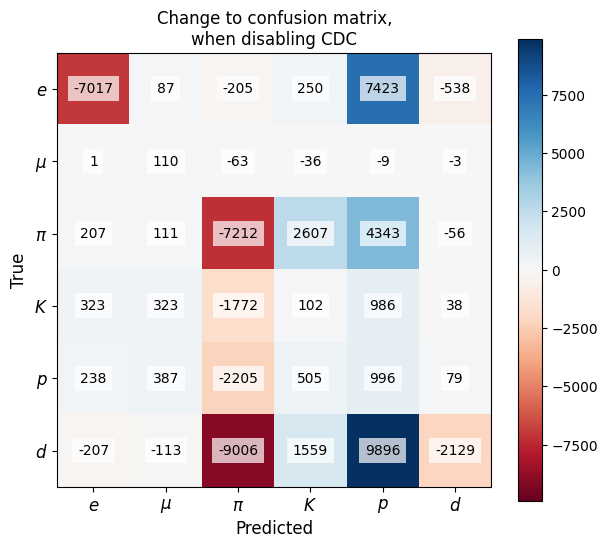 Change to confusion matrix,
when disabling CDC
e -7017 87 -205 250 7423 -538
μ 1 110 -63 -36 -9 -3
π 207 111 -7212 2607 4343 -56
K 323 323 -1772 102 986 38
p 238 387 -2205 505 996 79
d -207 -113 -9006 1559 9896 -2129
e μ π K p d
Predicted
True
7500
5000
2500
0
−2500
−5000
−7500